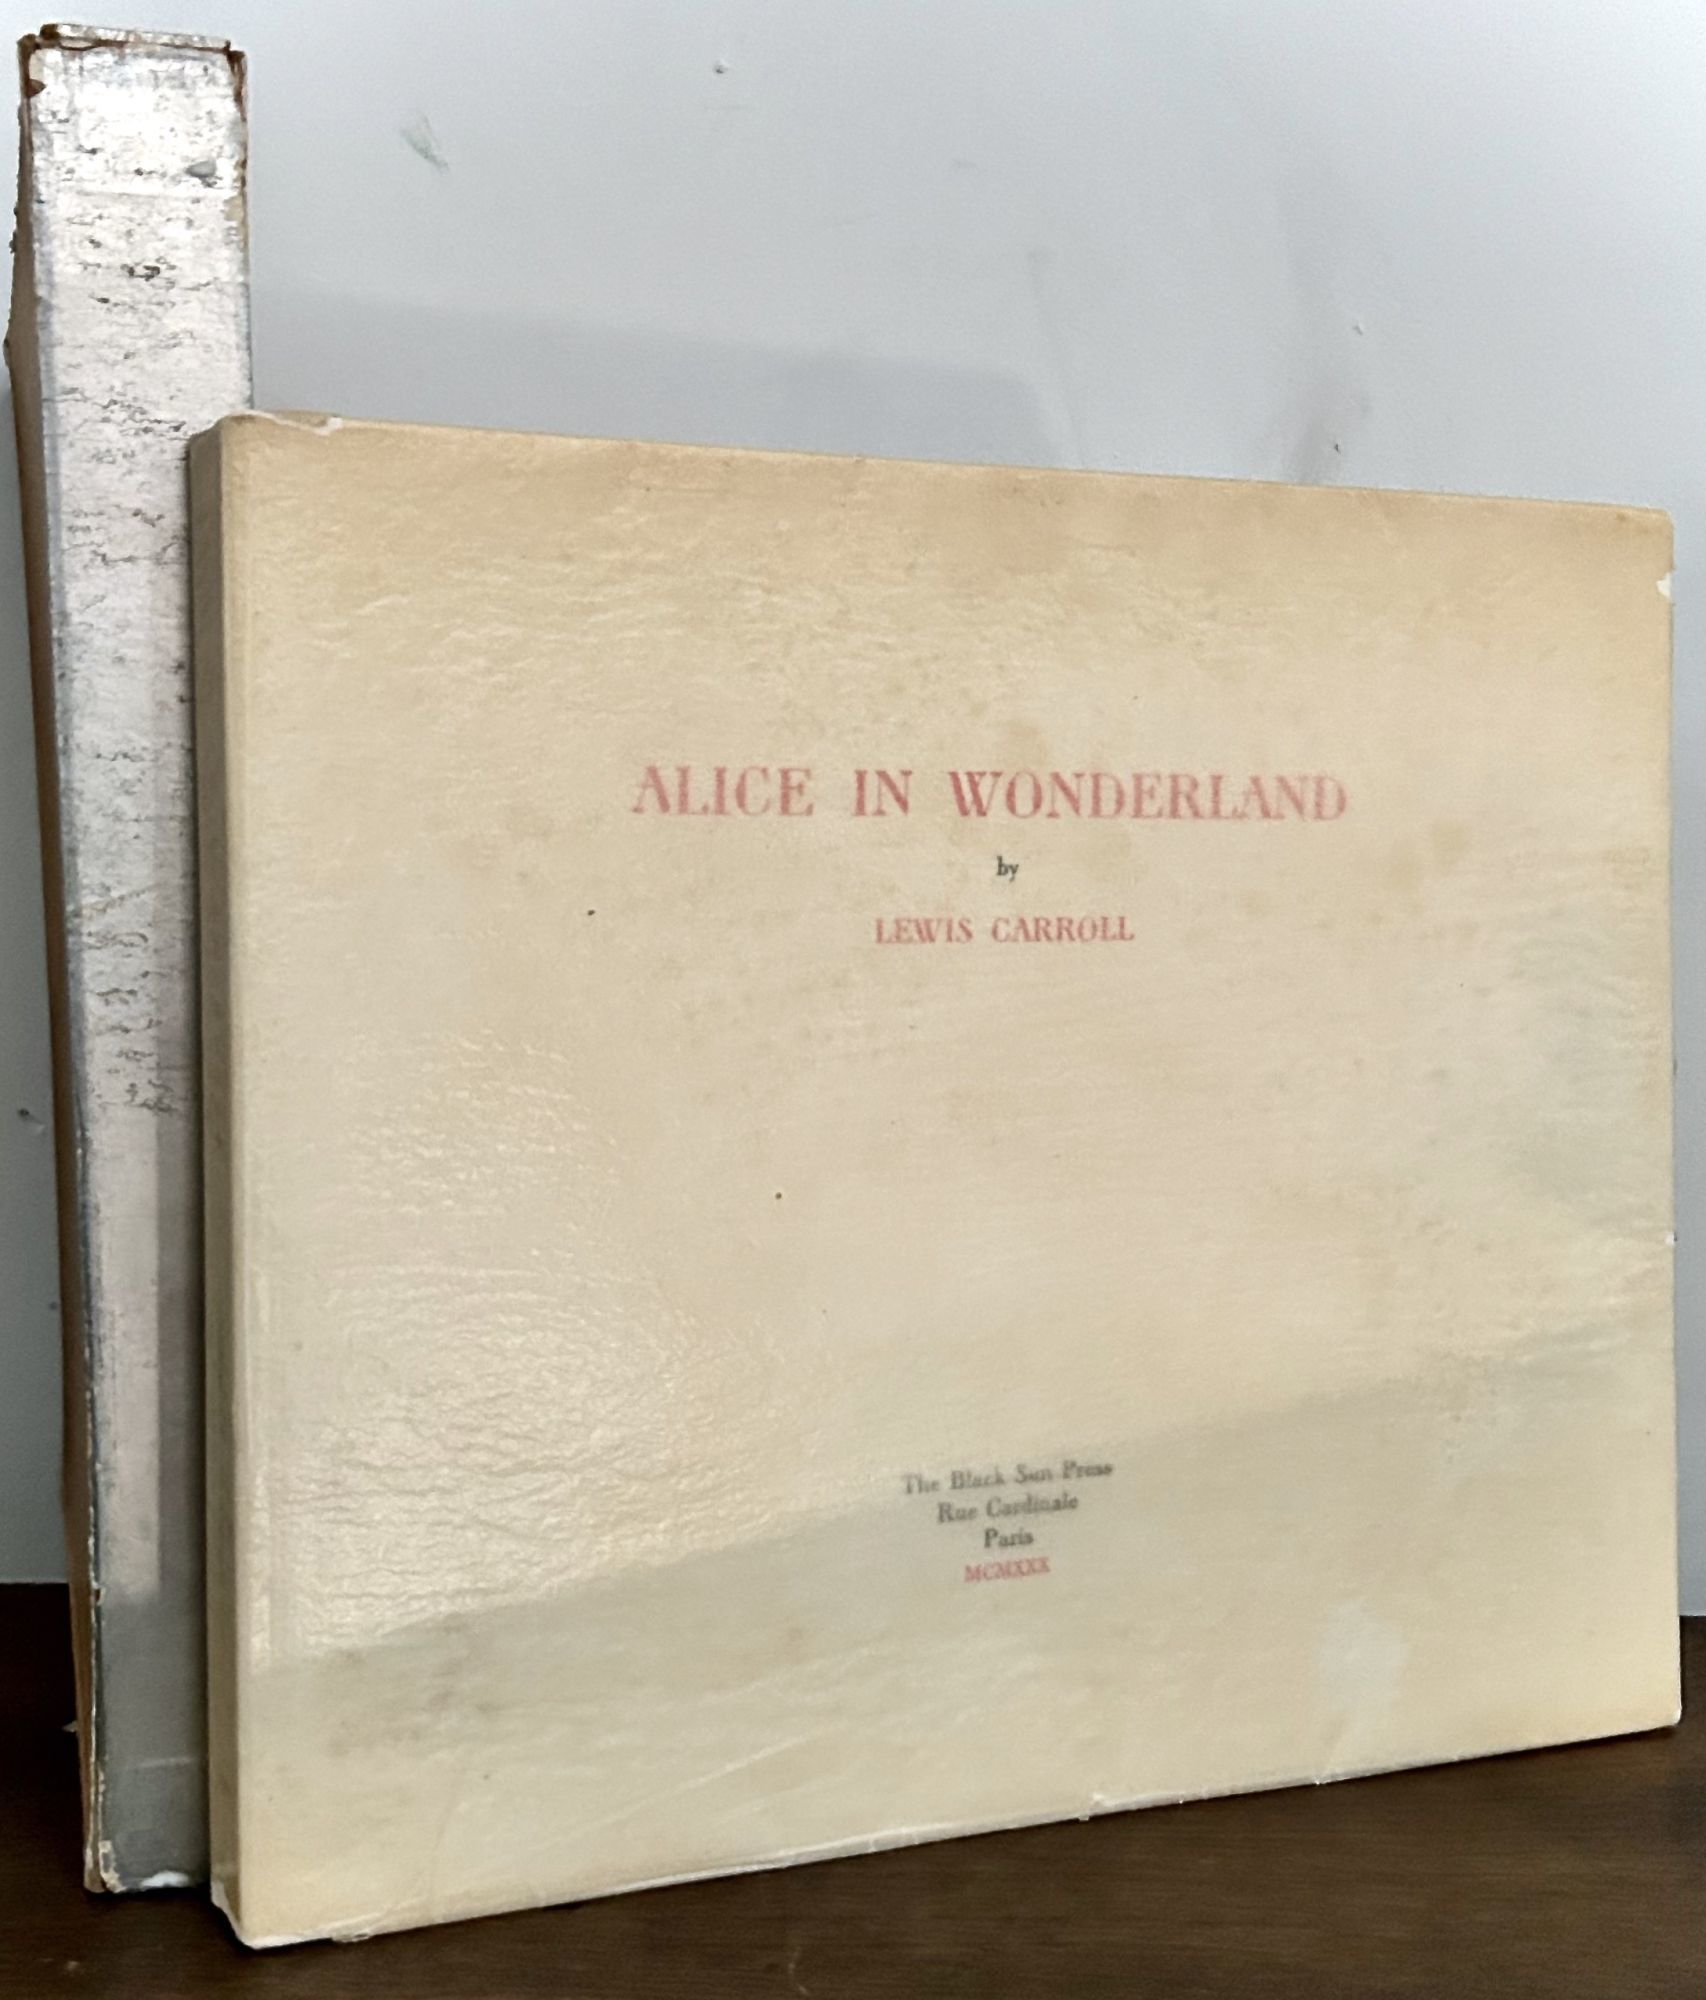 ALICE IN WONDERLAND
by
LEWIS CARROLL
The Black Sun Press
Rue Cardinale
Paris
MCMXXX